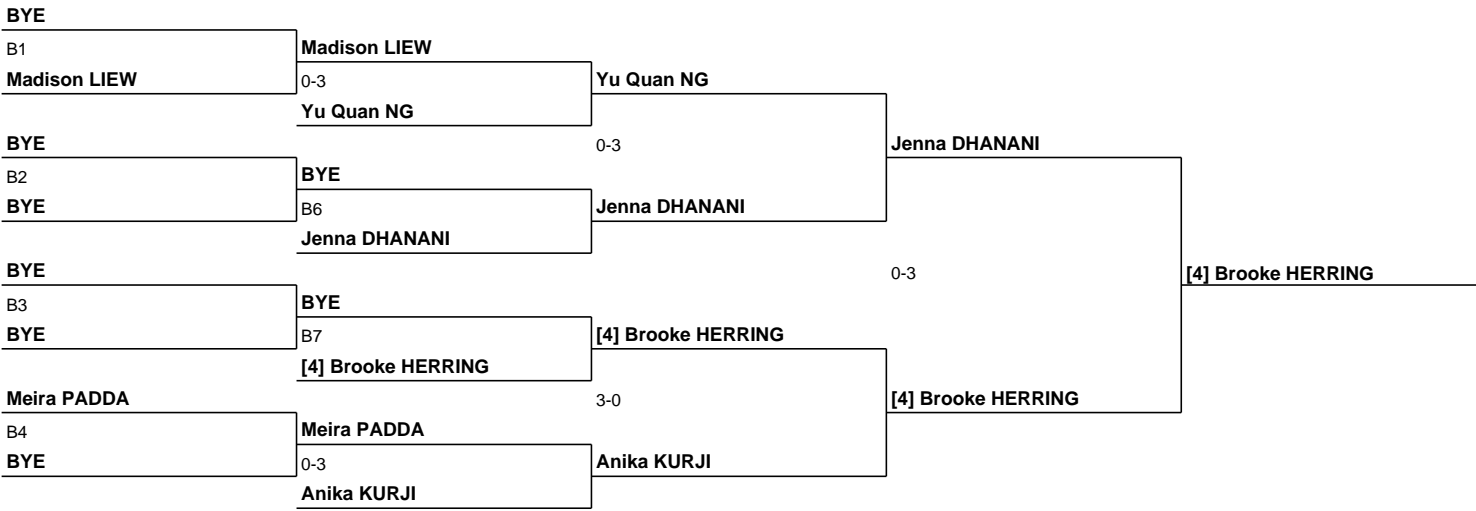 BYE
B1
Madison LIEW
Madison LIEW
0-3
Yu Quan NG
Yu Quan NG
BYE
0-3
Jenna DHANANI
B2
BYE
BYE
B6
Jenna DHANANI
Jenna DHANANI
BYE
0-3
[4] Brooke HERRING
B3
BYE
BYE
B7
[4] Brooke HERRING
[4] Brooke HERRING
Meira PADDA
3-0
[4] Brooke HERRING
B4
Meira PADDA
BYE
0-3
Anika KURJI
Anika KURJI